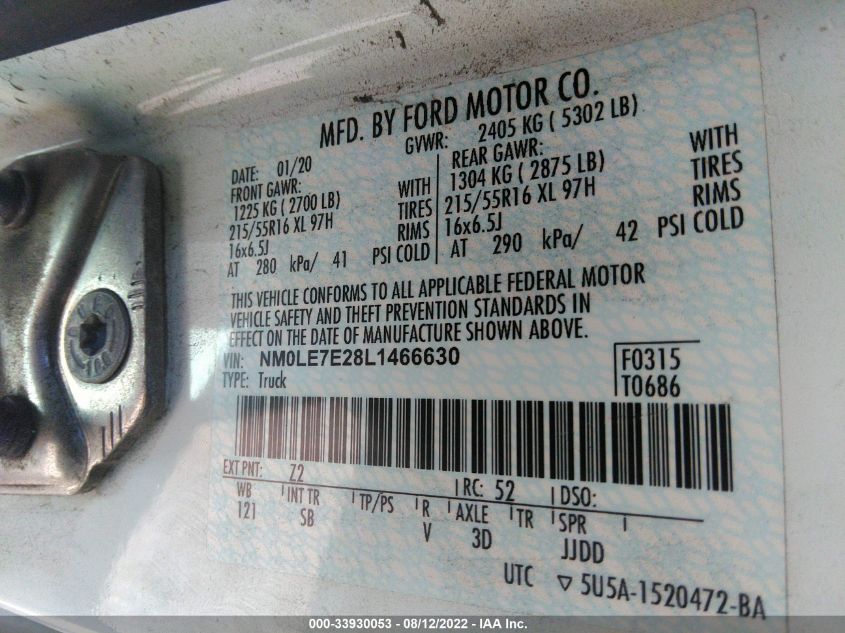 MFD. BY FORD MOTOR CO.
DATE: 01/20 GVWR: 2405 KG ( 5302 LB)
FRONT GAWR: REAR GAWR:
1225 KG ( 2700 LB) WITH 1304 KG ( 2875 LB) WITH
215/55R16 XL 97H TIRES 215/55R16 XL 97H TIRES
16x6.5J RIMS 16x6.5J RIMS
AT 280 kPa/ 41 PSI COLD AT 290 kPa/ 42 PSI COLD
THIS VEHICLE CONFORMS TO ALL APPLICABLE FEDERAL MOTOR
VEHICLE SAFETY AND THEFT PREVENTION STANDARDS IN
EFFECT ON THE DATE OF MANUFACTURE SHOWN ABOVE.
VIN: NM0LE7E28L1466630 F0315
TYPE: Truck T0686
EXT PNT: Z2 RC: 52 DSO:
WB INT TR TP/PS R AXLE TR SPR
121 SB V 3D JJDD
UTC ▽ 5U5A-1520472-BA
000-33930053 - 08/12/2022 - IAA Inc.